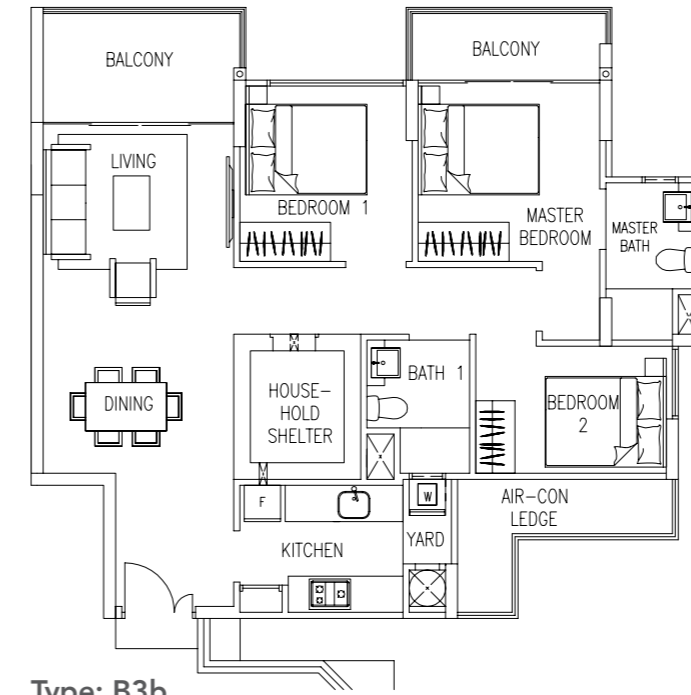 BALCONY
BALCONY
LIVING
BEDROOM 1
MASTER
BEDROOM
MASTER
BATH
DINING
HOUSE-
HOLD
SHELTER
BATH 1
BEDROOM
2
F
W
AIR-CON
LEDGE
KITCHEN
YARD
Type: B3b